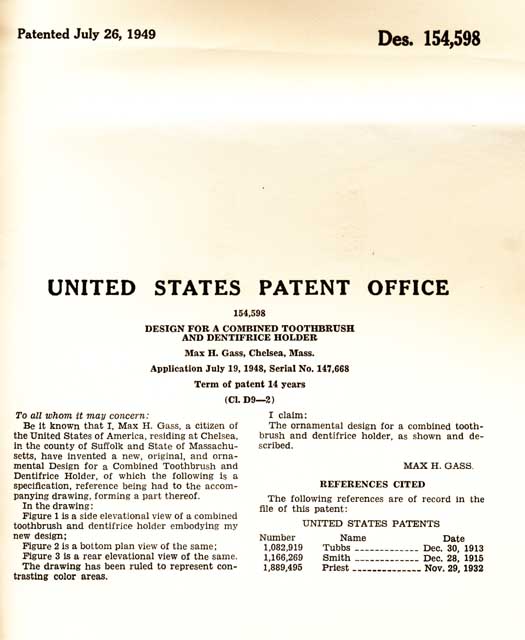 Patented July 26, 1949
Des. 154,598
UNITED STATES PATENT OFFICE
154,598
DESIGN FOR A COMBINED TOOTHBRUSH
AND DENTIFRICE HOLDER
Max H. Gass, Chelsea, Mass.
Application July 19, 1948, Serial No. 147,668
Term of patent 14 years
(Cl. D9—2)
To all whom it may concern:
Be it known that I, Max H. Gass, a citizen of
the United States of America, residing at Chelsea,
in the county of Suffolk and State of Massachu-
setts, have invented a new, original, and orna-
mental Design for a Combined Toothbrush and
Dentifrice Holder, of which the following is a
specification, reference being had to the accom-
panying drawing, forming a part thereof.
In the drawing:
Figure 1 is a side elevational view of a combined
toothbrush and dentifrice holder embodying my
new design;
Figure 2 is a bottom plan view of the same;
Figure 3 is a rear elevational view of the same.
The drawing has been ruled to represent con-
trasting color areas.
I claim:
The ornamental design for a combined tooth-
brush and dentifrice holder, as shown and de-
scribed.
MAX H. GASS.
REFERENCES CITED
The following references are of record in the
file of this patent:
UNITED STATES PATENTS
Number Name Date
1,082,919 Tubbs ------------- Dec. 30, 1913
1,166,269 Smith ------------- Dec. 28, 1915
1,889,495 Priest -------------- Nov. 29, 1932